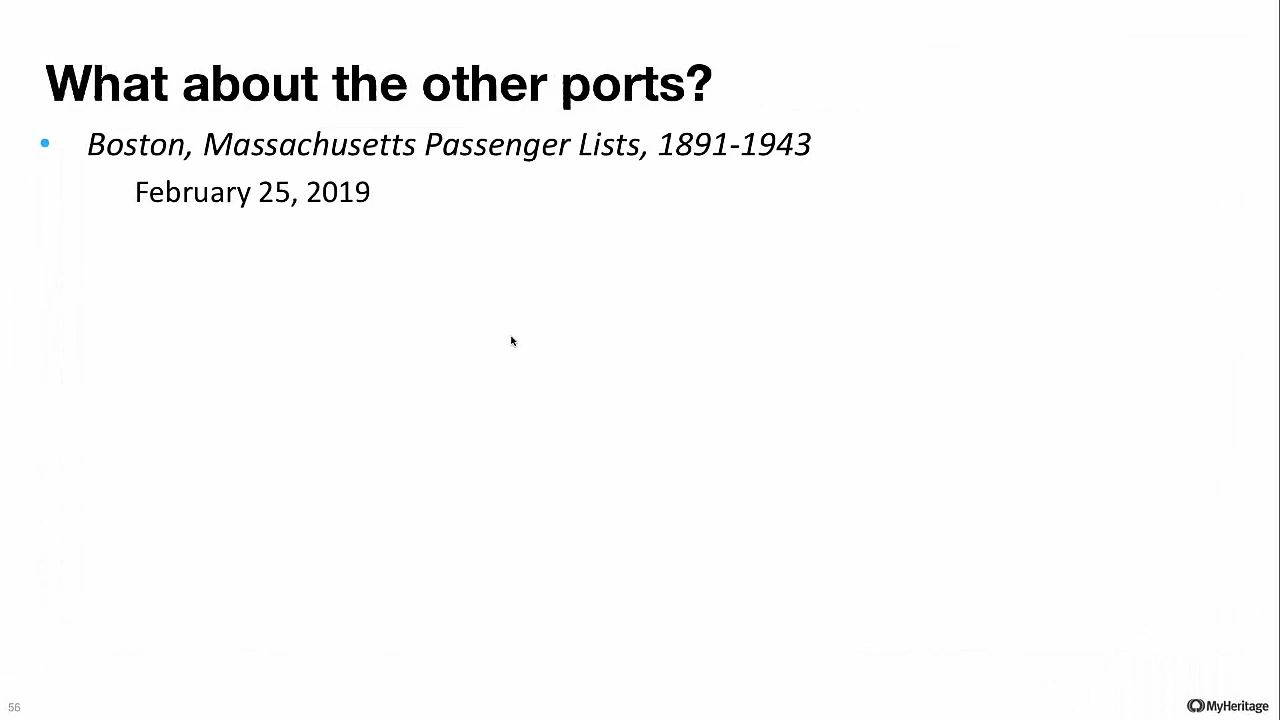 What about the other ports?
• Boston, Massachusetts Passenger Lists, 1891-1943
February 25, 2019
56
MyHeritage